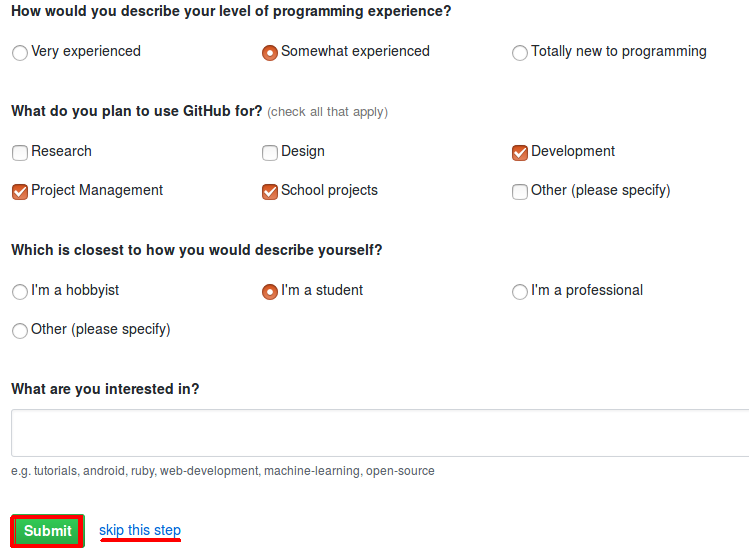 How would you describe your level of programming experience?
Very experienced Somewhat experienced Totally new to programming
What do you plan to use GitHub for? (check all that apply)
Research Design Development
Project Management School projects Other (please specify)
Which is closest to how you would describe yourself?
I'm a hobbyist I'm a student I'm a professional
Other (please specify)
What are you interested in?
e.g. tutorials, android, ruby, web-development, machine-learning, open-source
Submit skip this step